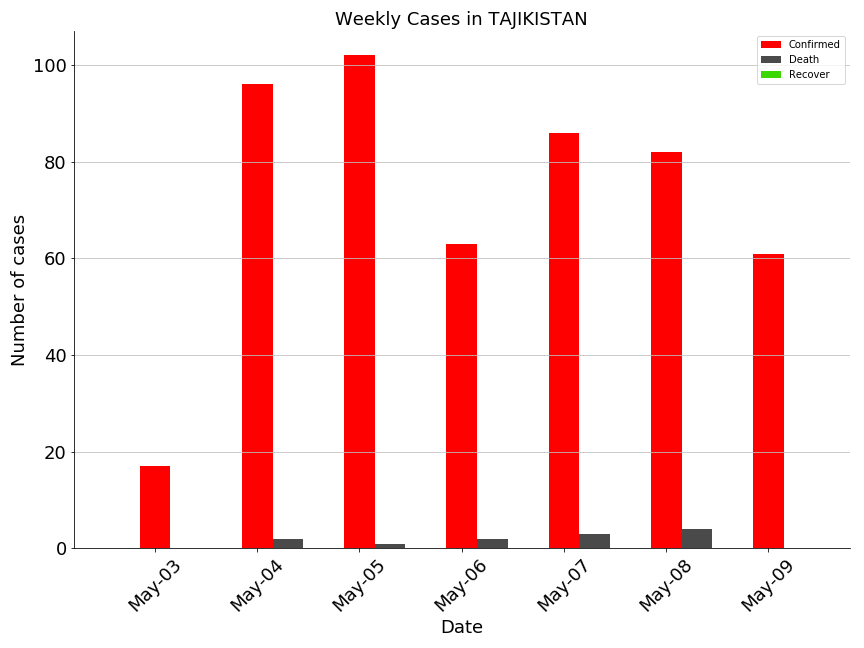 Weekly Cases in TAJIKISTAN
Confirmed
Death
Recover
Number of cases
100
80
60
40
20
0
May-03
May-04
May-05
May-06
May-07
May-08
May-09
Date